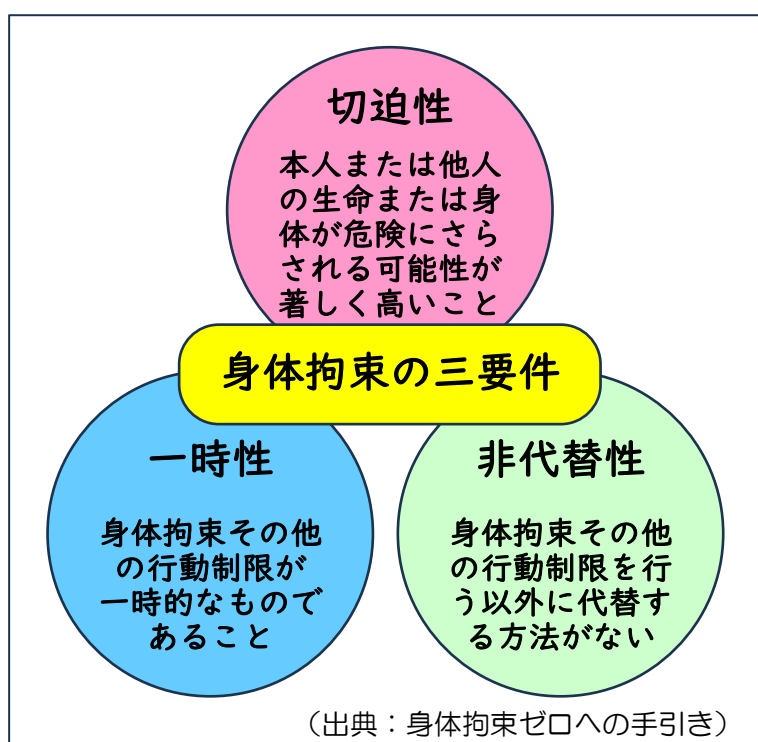 切迫性
本人または他人
の生命または身
体が危険にさら
される可能性が
著しく高いこと
身体拘束の三要件
一時性
身体拘束その他
の行動制限が
一時的なもので
あること
非代替性
身体拘束その他
の行動制限を行
う以外に代替す
る方法がない
（出典：身体拘束ゼロへの手引き）